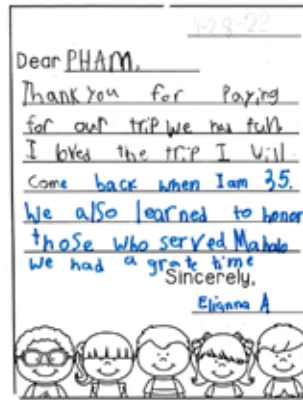 1-28-22
Dear PHAM,
Thank you for Paying
for our trip we had fun
I loved the trip I will
Come back when I am 35.
We also learned to honor
those who served Mahalo
we had a grate time
Sincerely,
Elianna A